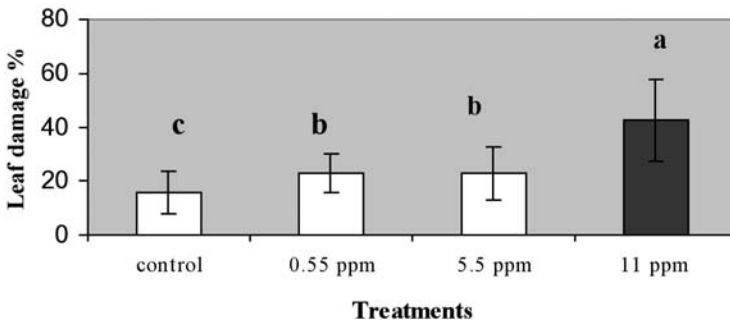 80
60
40
20
0
Leaf damage %
c
b
b
a
control 0.55 ppm 5.5 ppm 11 ppm
Treatments